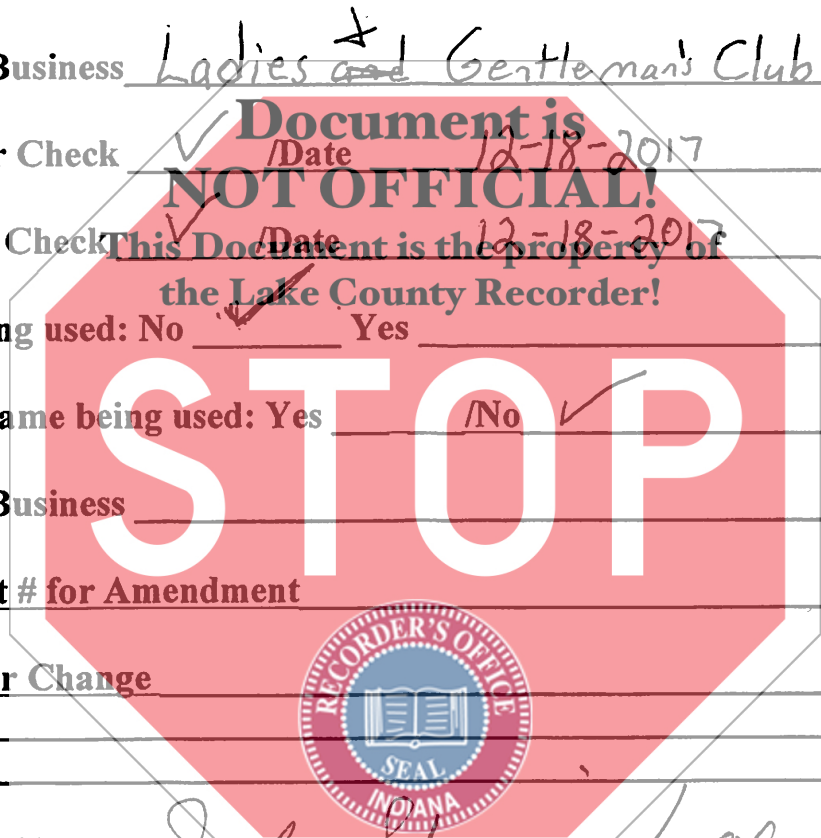 Business Ladies & and Gentleman's Club
Document is
r Check ✓ /Date 12-18-2017
NOT OFFICIAL!
Check ✓ /Date 12-18-2017
This Document is the property of
the Lake County Recorder!
ng used: No ✓ Yes
ame being used: Yes /No ✓
Business
t # for Amendment
r Change
STOP
RECORDER'S OFFICE
SEAL
INDIANA